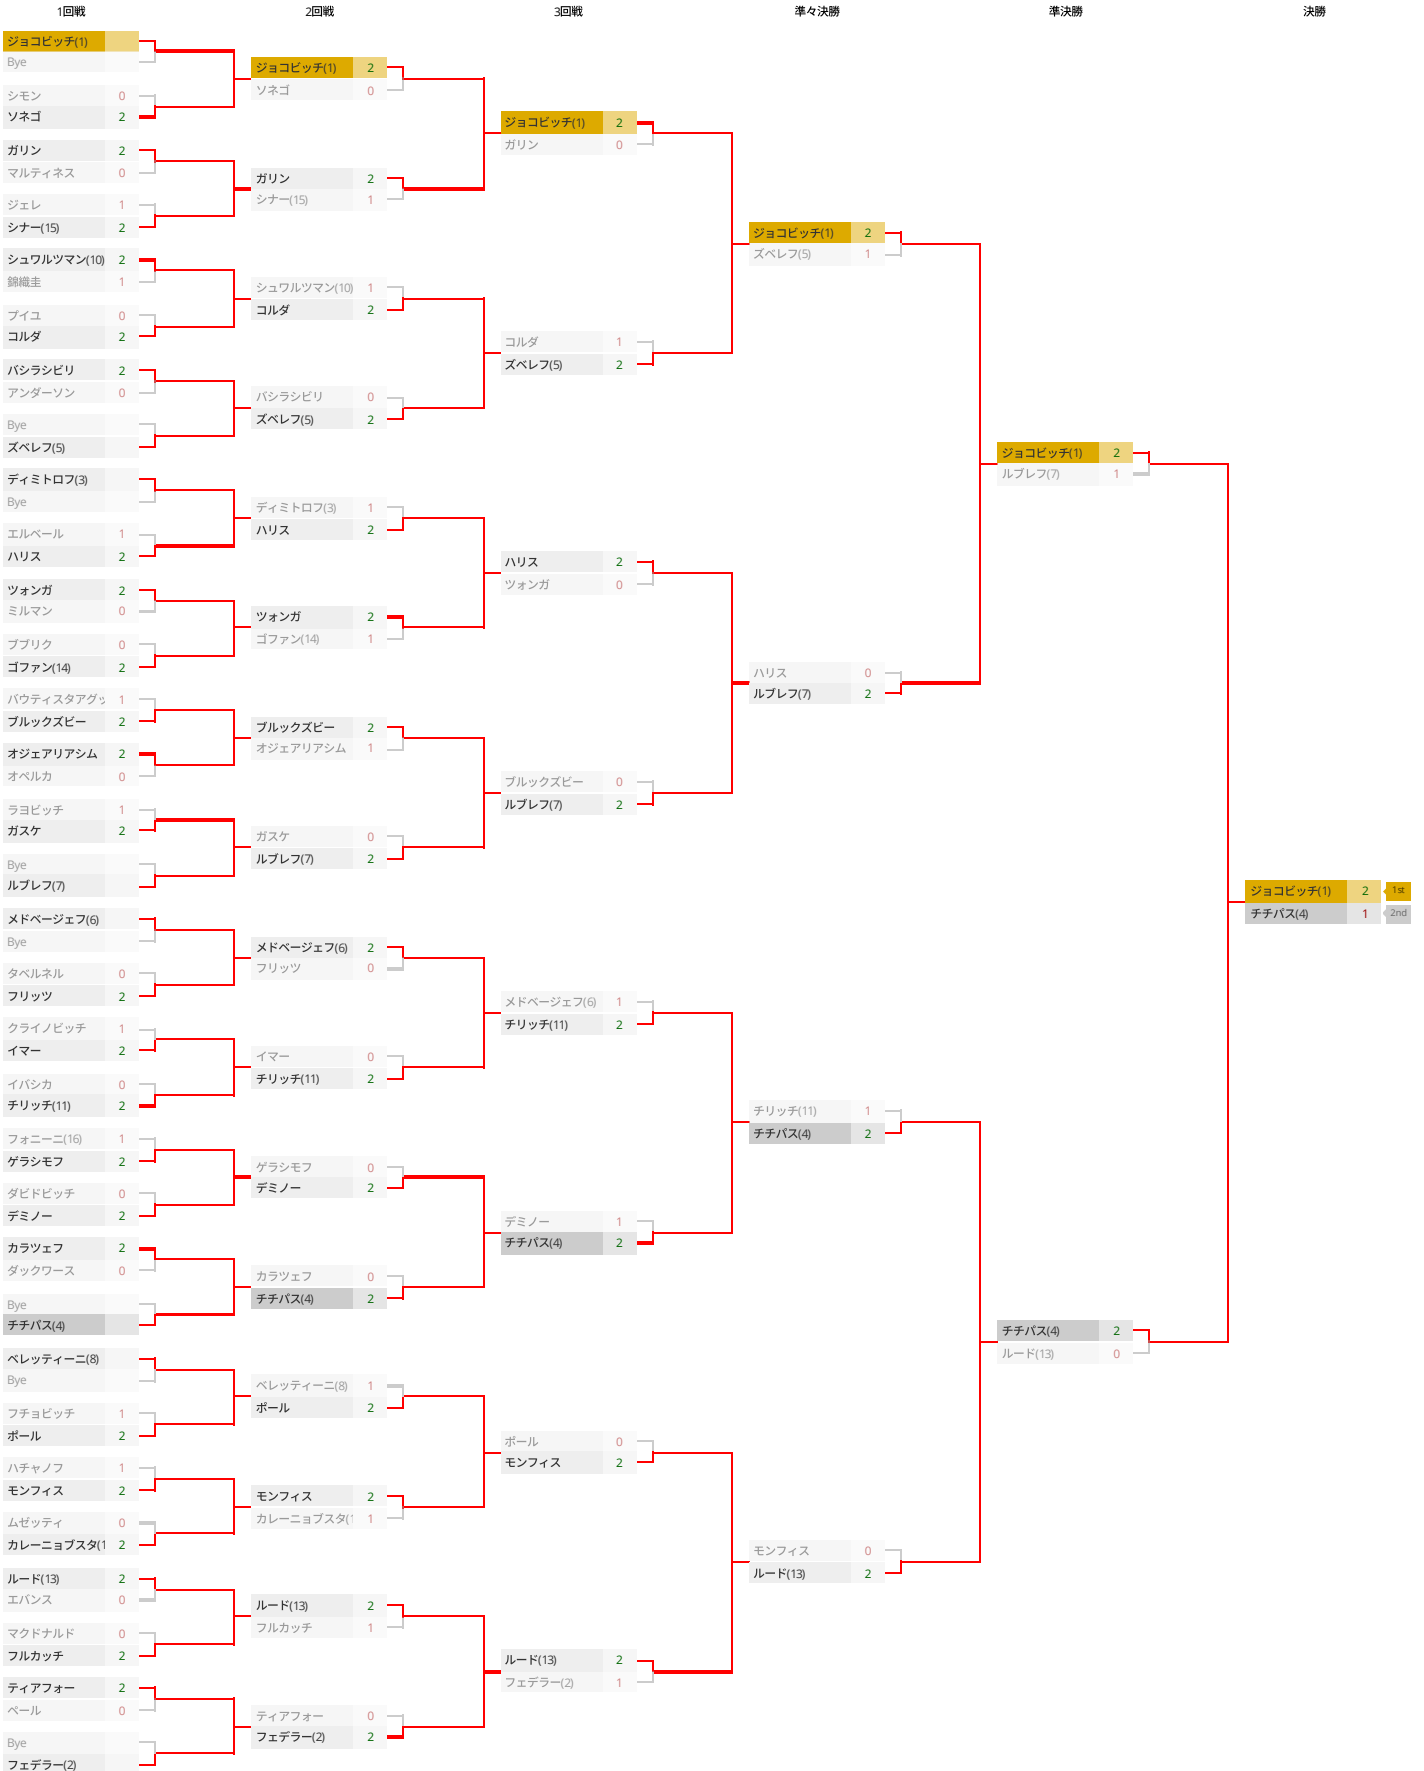 1回戦
2回戦
3回戦
準々決勝
準決勝
決勝
ジョコビッチ(1)
Bye
シモン 0
ソネゴ 2
ガリン 2
マルティネス 0
ジェレ 1
シナー(15) 2
シュワルツマン(10) 2
錦織圭 1
プイユ 0
コルダ 2
バシラシビリ 2
アンダーソン 0
Bye
ズベレフ(5)
ディミトロフ(3)
Bye
エルベール 1
ハリス 2
ツォンガ 2
ミルマン 0
ブブリク 0
ゴファン(14) 2
バウティスタアグッ 1
ブルックズビー 2
オジェアリアシム 2
オペルカ 0
ラヨビッチ 1
ガスケ 2
Bye
ルブレフ(7)
メドベージェフ(6)
Bye
タベルネル 0
フリッツ 2
クライノビッチ 1
イマー 2
イバシカ 0
チリッチ(11) 2
フォニーニ(16) 1
ゲラシモフ 2
ダビドビッチ 0
デミノー 2
カラツェフ 2
ダックワース 0
Bye
チチパス(4)
ベレッティーニ(8)
Bye
フチョビッチ 1
ポール 2
ハチャノフ 1
モンフィス 2
ムゼッティ 0
カレーニョブスタ(1 2
ルード(13) 2
エバンス 0
マクドナルド 0
フルカッチ 2
ティアフォー 2
ペール 0
Bye
フェデラー(2)
ジョコビッチ(1) 2
ソネゴ 0
ガリン 2
シナー(15) 1
シュワルツマン(10) 1
コルダ 2
バシラシビリ 0
ズベレフ(5) 2
ディミトロフ(3) 1
ハリス 2
ツォンガ 2
ゴファン(14) 1
ブルックズビー 2
オジェアリアシム 1
ガスケ 0
ルブレフ(7) 2
メドベージェフ(6) 2
フリッツ 0
イマー 0
チリッチ(11) 2
ゲラシモフ 0
デミノー 2
カラツェフ 0
チチパス(4) 2
ベレッティーニ(8) 1
ポール 2
モンフィス 2
カレーニョブスタ(1 1
ルード(13) 2
フルカッチ 1
ティアフォー 0
フェデラー(2) 2
ジョコビッチ(1) 2
ガリン 0
コルダ 1
ズベレフ(5) 2
ハリス 2
ツォンガ 0
ブルックズビー 0
ルブレフ(7) 2
メドベージェフ(6) 1
チリッチ(11) 2
デミノー 1
チチパス(4) 2
ポール 0
モンフィス 2
ルード(13) 2
フェデラー(2) 1
ジョコビッチ(1) 2
ズベレフ(5) 1
ハリス 0
ルブレフ(7) 2
チリッチ(11) 1
チチパス(4) 2
モンフィス 0
ルード(13) 2
ジョコビッチ(1) 2
ルブレフ(7) 1
チチパス(4) 2
ルード(13) 0
ジョコビッチ(1) 2 1st
チチパス(4) 1 2nd